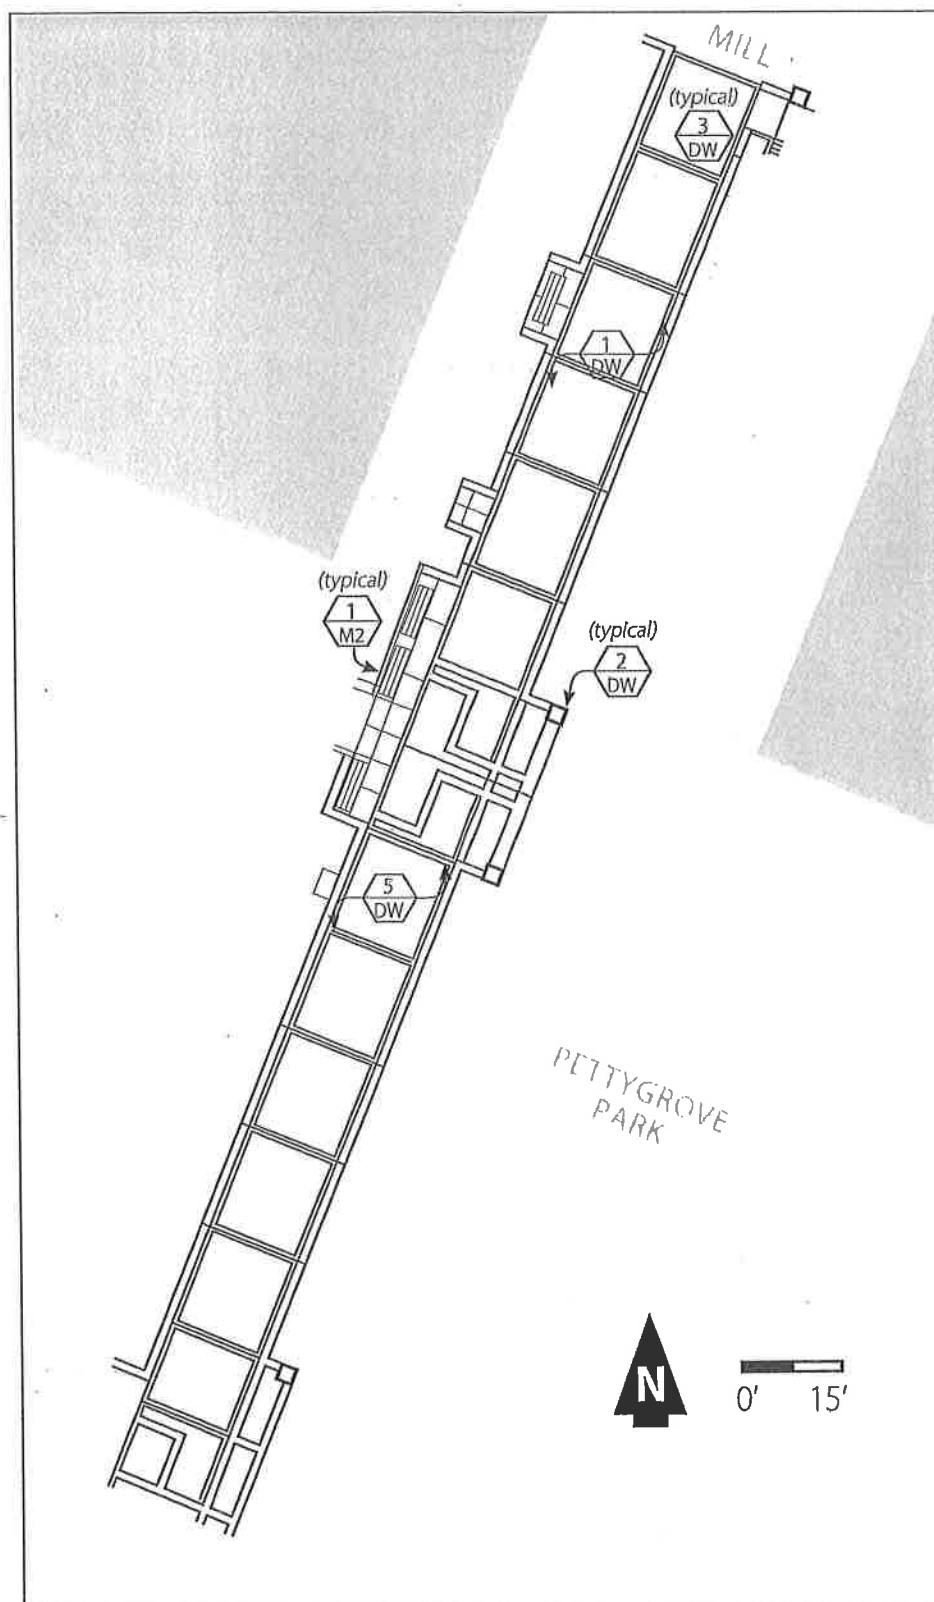 MILL
(typical)
3
DW
1
DW
(typical)
1
M2
(typical)
2
DW
5
DW
PETTYGROVE
PARK
N
0' 15'